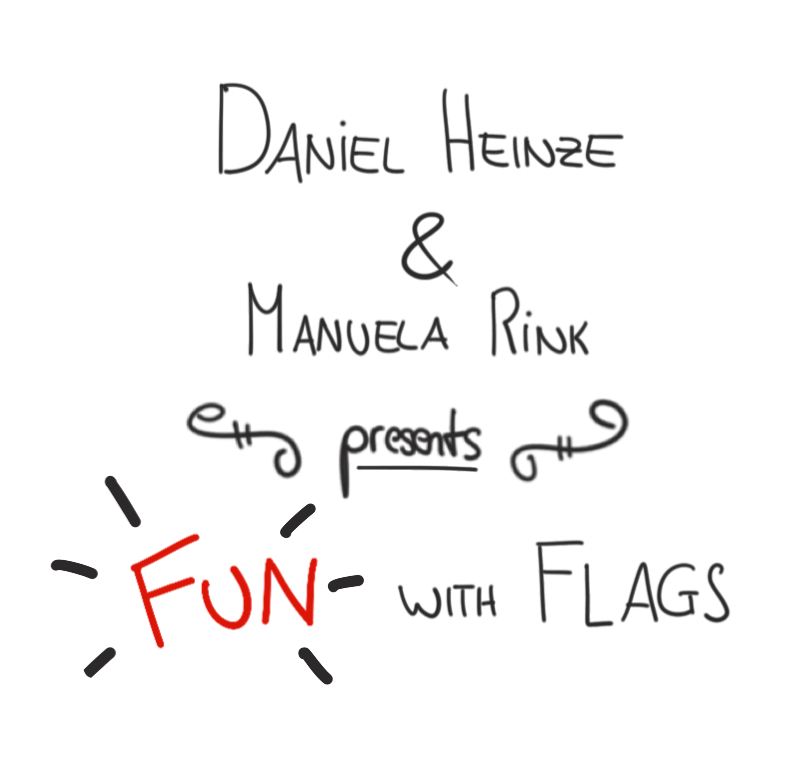 DANIEL HEINZE
&
MANUELA RINK
presents
FUN WITH FLAGS